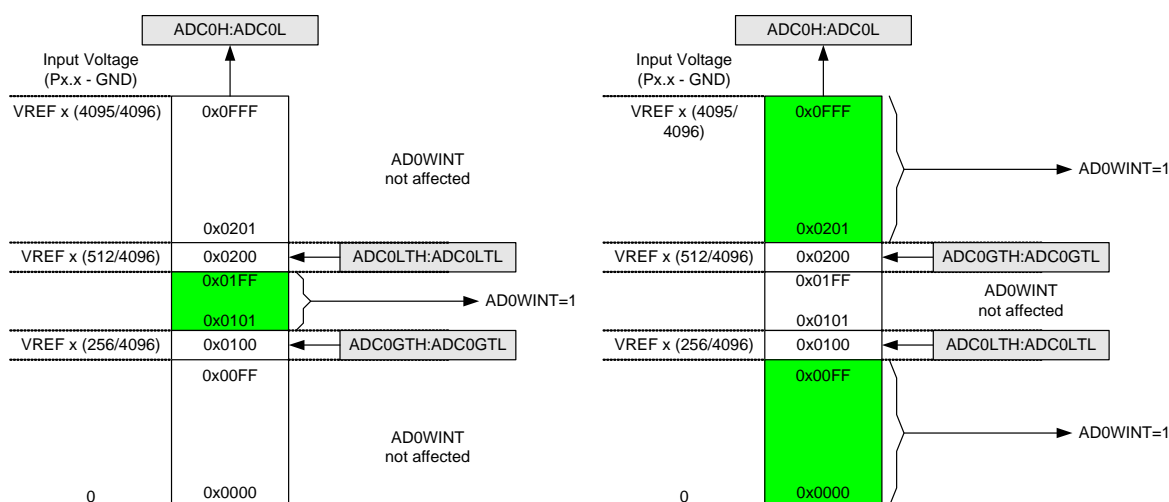 ADC0H:ADC0L
Input Voltage
(Px.x - GND)
VREF x (4095/4096)
0x0FFF
AD0WINT
not affected
0x0201
VREF x (512/4096)
0x0200
ADC0LTH:ADC0LTL
0x01FF
AD0WINT=1
0x0101
VREF x (256/4096)
0x0100
ADC0GTH:ADC0GTL
0x00FF
AD0WINT
not affected
0
0x0000
ADC0H:ADC0L
Input Voltage
(Px.x - GND)
VREF x (4095/
4096)
0x0FFF
AD0WINT=1
0x0201
VREF x (512/4096)
0x0200
ADC0GTH:ADC0GTL
0x01FF
AD0WINT
not affected
0x0101
VREF x (256/4096)
0x0100
ADC0LTH:ADC0LTL
0x00FF
AD0WINT=1
0
0x0000